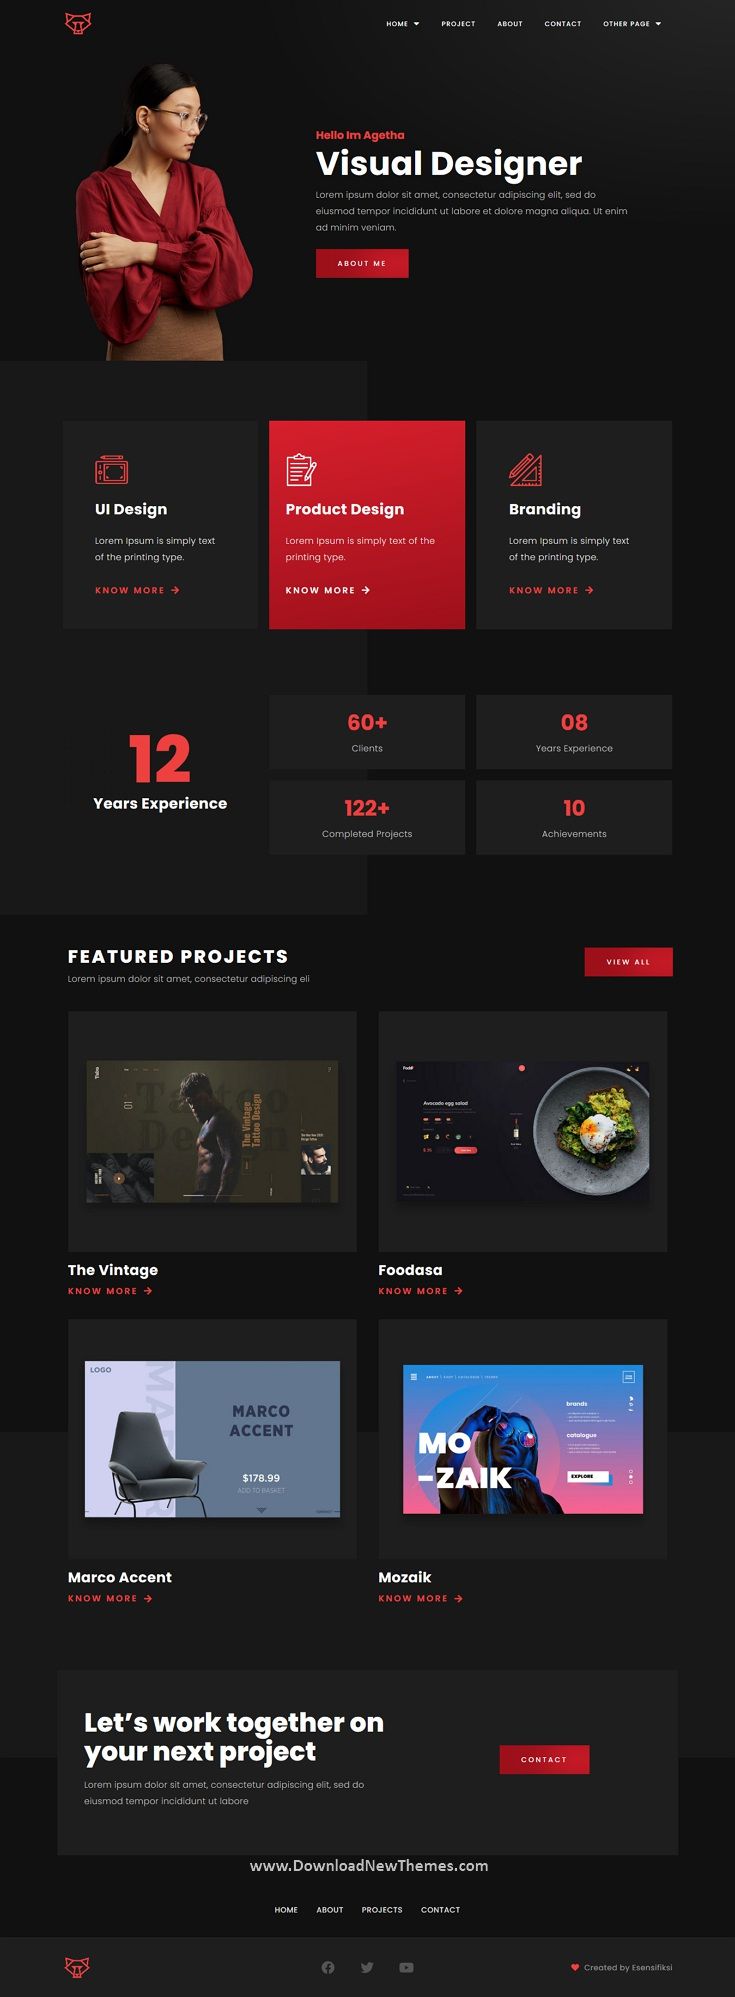 HOME
PROJECT
ABOUT
CONTACT
OTHER PAGE
Hello Im Agetha
Visual Designer
Lorem ipsum dolor sit amet, consectetur adipiscing elit, sed do
eiusmod tempor incididunt ut labore et dolore magna aliqua. Ut enim
ad minim veniam.
ABOUT ME
UI Design
Lorem Ipsum is simply text
of the printing type.
KNOW MORE
Product Design
Lorem Ipsum is simply text of the
printing type.
KNOW MORE
Branding
Lorem Ipsum is simply text
of the printing type.
KNOW MORE
12
Years Experience
60+
Clients
08
Years Experience
122+
Completed Projects
10
Achievements
FEATURED PROJECTS
Lorem ipsum dolor sit amet, consectetur adipiscing eli
VIEW ALL
Tattoo
Design
The Vintage
Tattoo Design
The Vintage
KNOW MORE
Avocado egg salad
Foodasa
KNOW MORE
LOGO
MARCO
ACCENT
$178.99
ADD TO BASKET
Marco Accent
KNOW MORE
MO
-ZAIK
brands
catalogue
EXPLORE
Mozaik
KNOW MORE
Let's work together on
your next project
Lorem ipsum dolor sit amet, consectetur adipiscing elit, sed do
eiusmod tempor incididunt ut labore
CONTACT
www.DownloadNewThemes.com
HOME
ABOUT
PROJECTS
CONTACT
Created by Esensifiksi